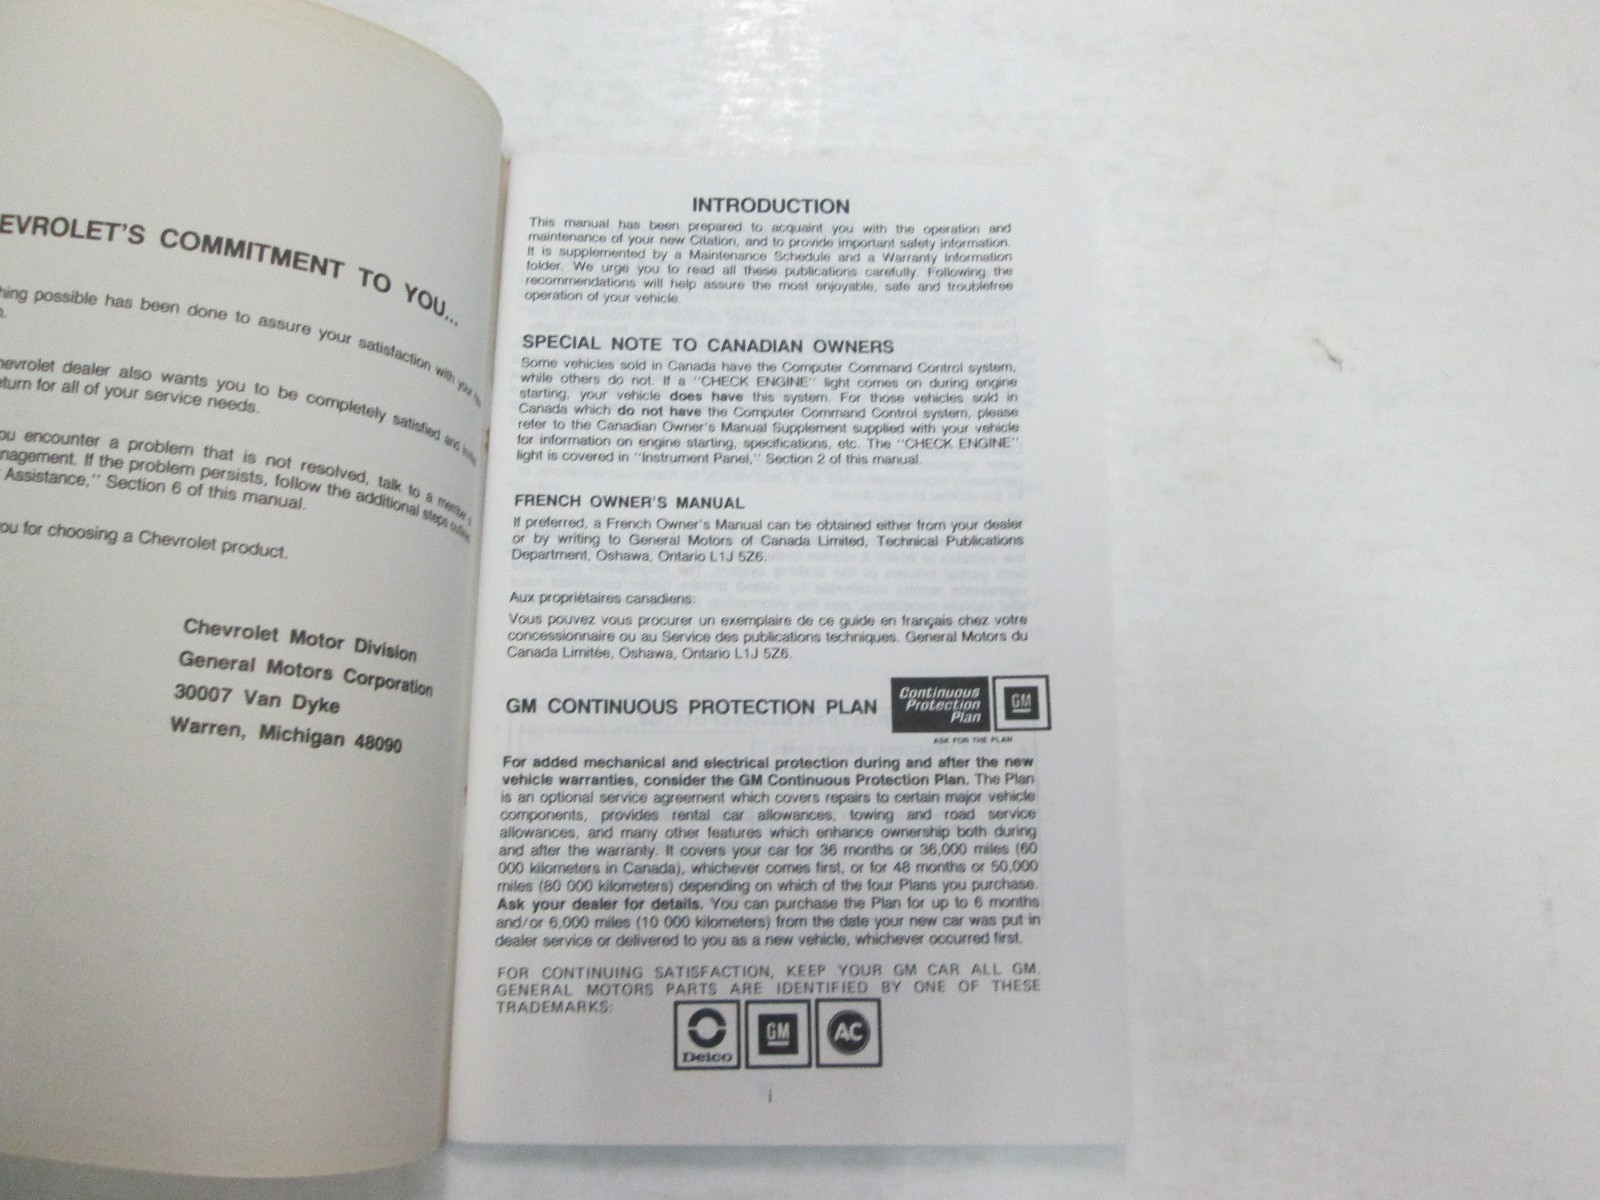 EVROLET'S COMMITMENT TO YOU...
hing possible has been done to assure your satisfaction with your
hevrolet dealer also wants you to be completely satisfied and
eturn for all of your service needs.
ou encounter a problem that is not resolved, talk to a member
nagement. If the problem persists, follow the additional steps
Assistance," Section 6 of this manual.
ou for choosing a Chevrolet product.
Chevrolet Motor Division
General Motors Corporation
30007 Van Dyke
Warren, Michigan 48090
INTRODUCTION
This manual has been prepared to acquaint you with the operation and
maintenance of your new Citation, and to provide important safety information.
It is supplemented by a Maintenance Schedule and a Warranty Information
folder. We urge you to read all these publications carefully. Following the
recommendations will help assure the most enjoyable, safe and troublefree
operation of your vehicle.
SPECIAL NOTE TO CANADIAN OWNERS
Some vehicles sold in Canada have the Computer Command Control system,
while others do not. If a "CHECK ENGINE" light comes on during engine
starting, your vehicle does have this system. For those vehicles sold in
Canada which do not have the Computer Command Control system, please
refer to the Canadian Owner's Manual Supplement supplied with your vehicle
for information on engine starting, specifications, etc. The "CHECK ENGINE"
light is covered in "Instrument Panel," Section 2 of this manual.
FRENCH OWNER'S MANUAL
If preferred, a French Owner's Manual can be obtained either from your dealer
or by writing to General Motors of Canada Limited, Technical Publications
Department, Oshawa, Ontario L1J 5Z6.
Aux propriétaires canadiens:
Vous pouvez vous procurer un exemplaire de ce guide en français chez votre
concessionnaire ou au Service des publications techniques. General Motors du
Canada Limitée, Oshawa, Ontario L1J 5Z6.
GM CONTINUOUS PROTECTION PLAN
Continuous
Protection
Plan
GM
ASK FOR THE PLAN
For added mechanical and electrical protection during and after the new
vehicle warranties, consider the GM Continuous Protection Plan. The Plan
is an optional service agreement which covers repairs to certain major vehicle
components, provides rental car allowances, towing and road service
allowances, and many other features which enhance ownership both during
and after the warranty. It covers your car for 36 months or 36,000 miles (60
000 kilometers in Canada), whichever comes first, or for 48 months or 50,000
miles (80 000 kilometers) depending on which of the four Plans you purchase.
Ask your dealer for details. You can purchase the Plan for up to 6 months
and/or 6,000 miles (10 000 kilometers) from the date your new car was put in
dealer service or delivered to you as a new vehicle, whichever occurred first.
FOR CONTINUING SATISFACTION, KEEP YOUR GM CAR ALL GM.
GENERAL MOTORS PARTS ARE IDENTIFIED BY ONE OF THESE
TRADEMARKS:
Delco
GM
AC
i